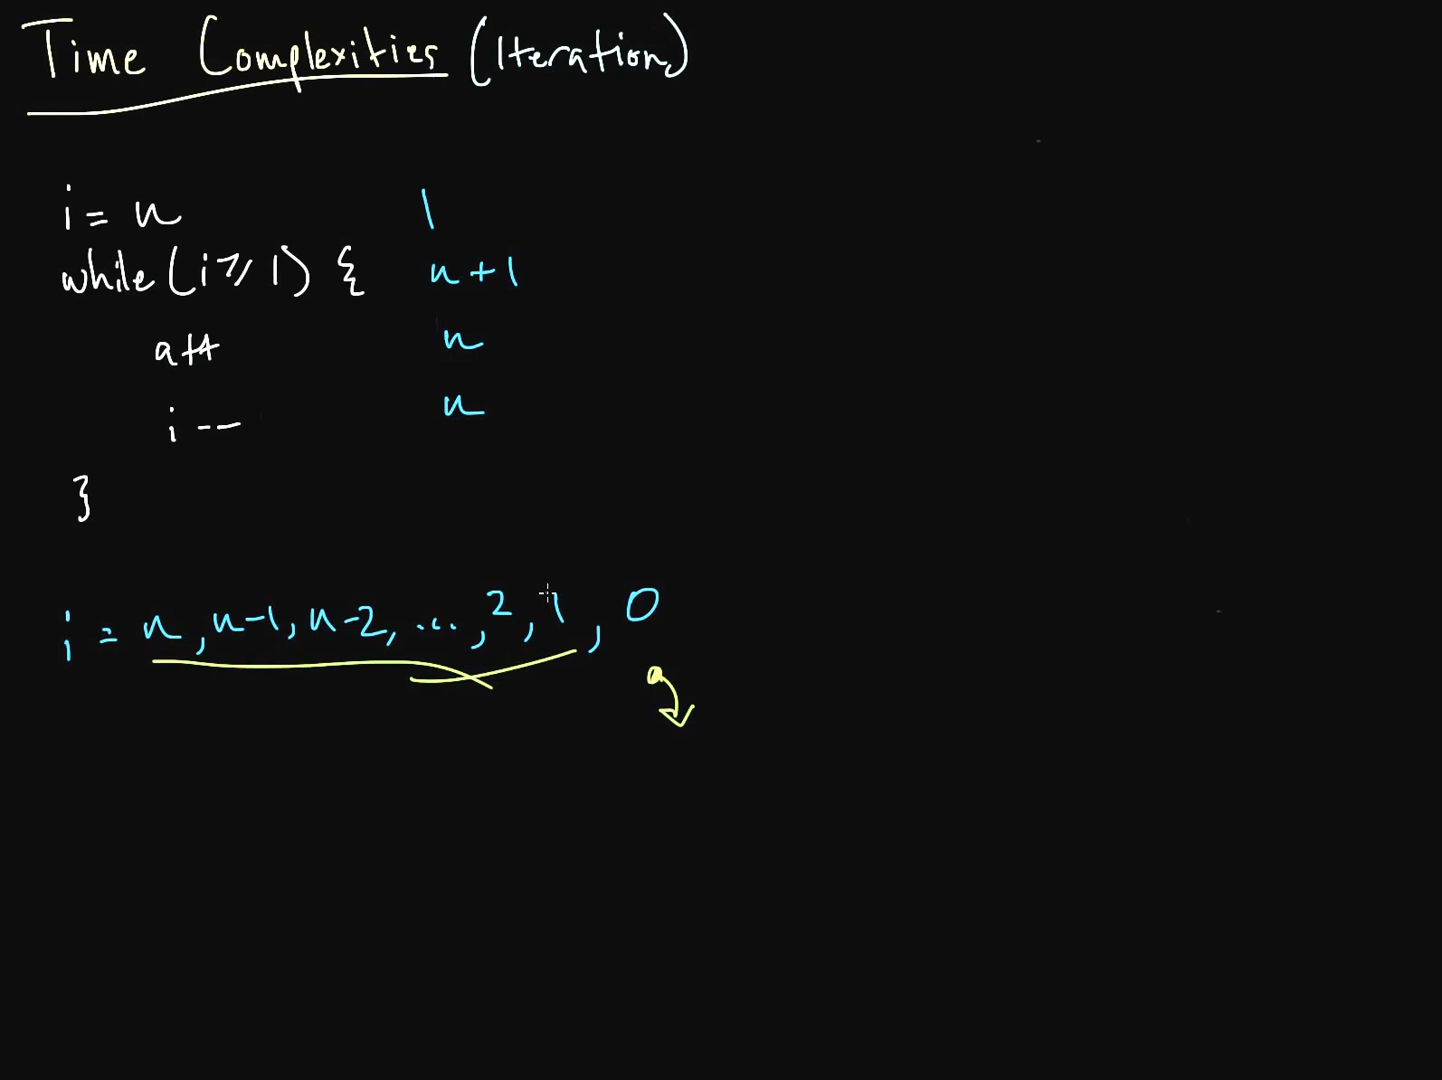 Time Complexities (Iteration)
i = n 1
while (i ≥ 1) { n + 1
a++ n
i -- n
}
i = n, n-1, n-2, ..., 2, 1, 0